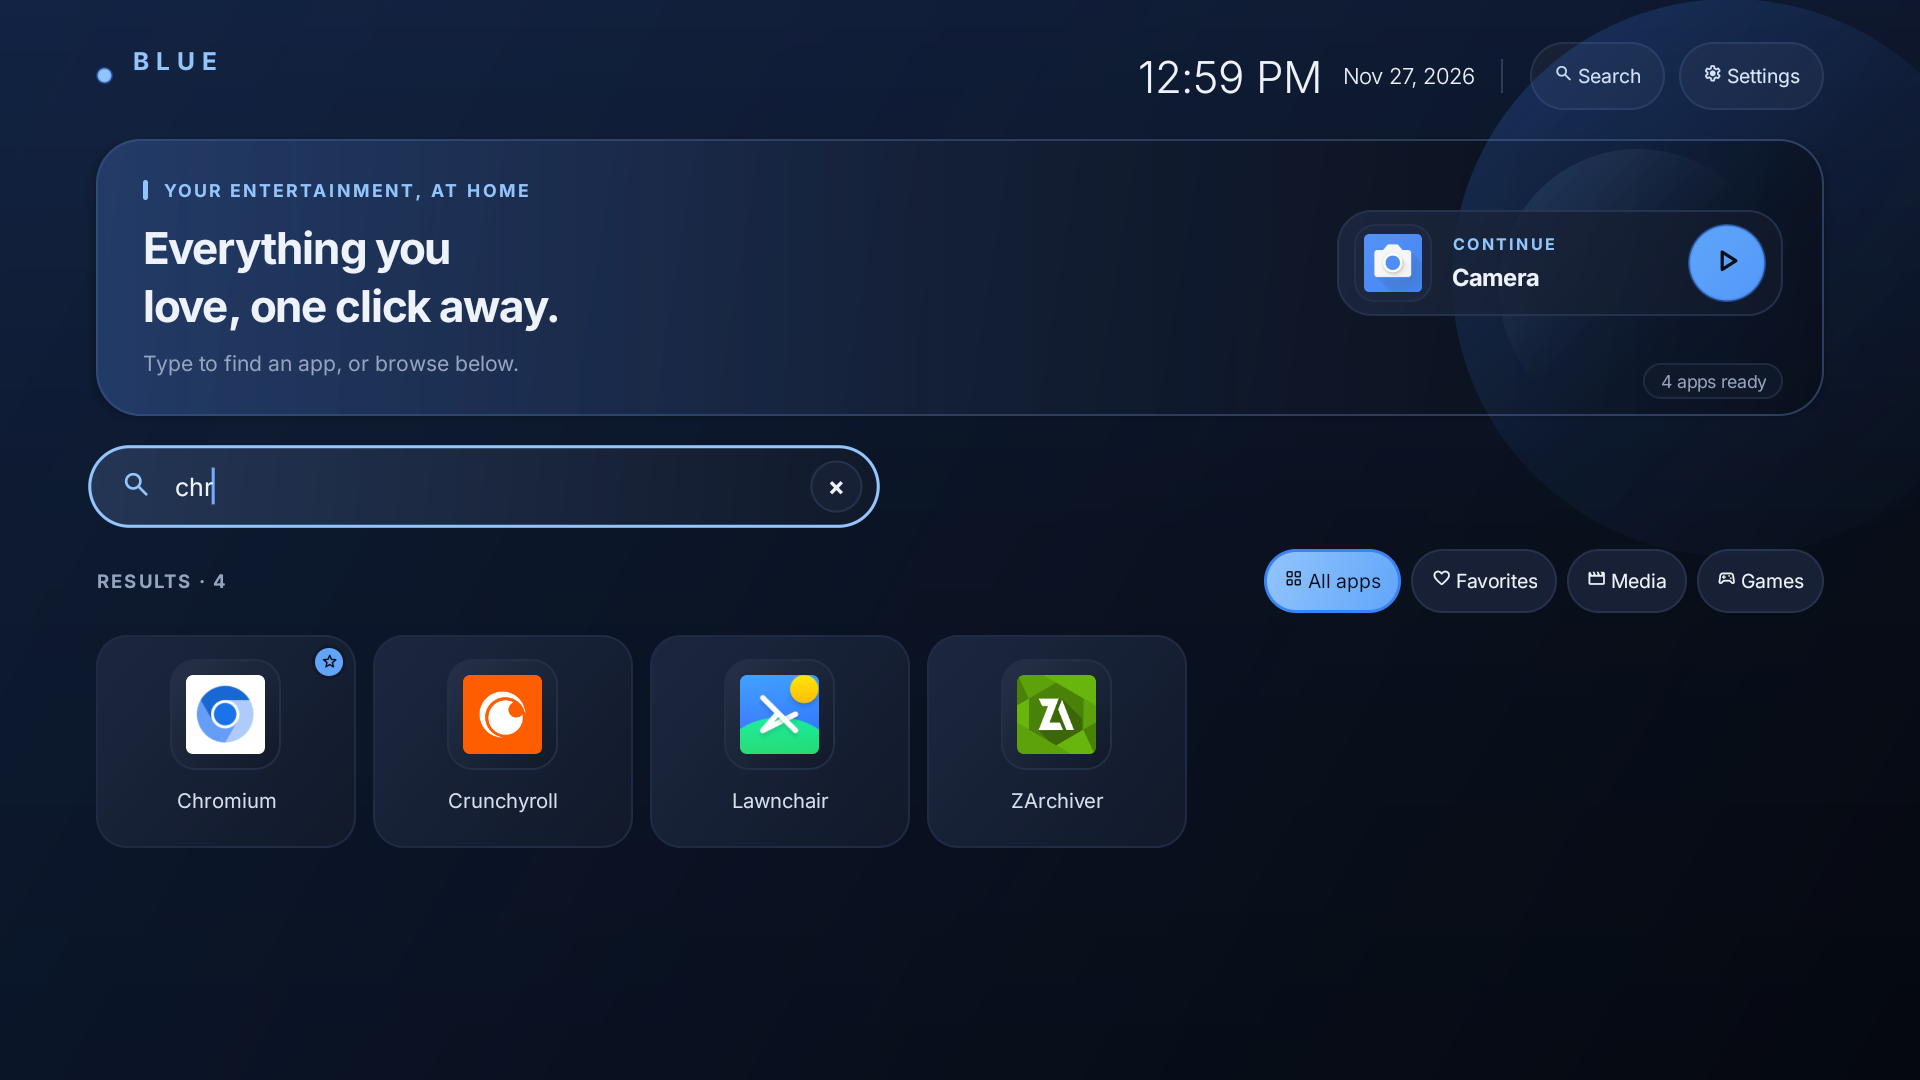 BLUE
12:59 PM
Nov 27, 2026
Search
Settings
YOUR ENTERTAINMENT, AT HOME
Everything you
love, one click away.
Type to find an app, or browse below.
CONTINUE
Camera
4 apps ready
chr
RESULTS · 4
All apps
Favorites
Media
Games
Chromium
Crunchyroll
Lawnchair
ZArchiver